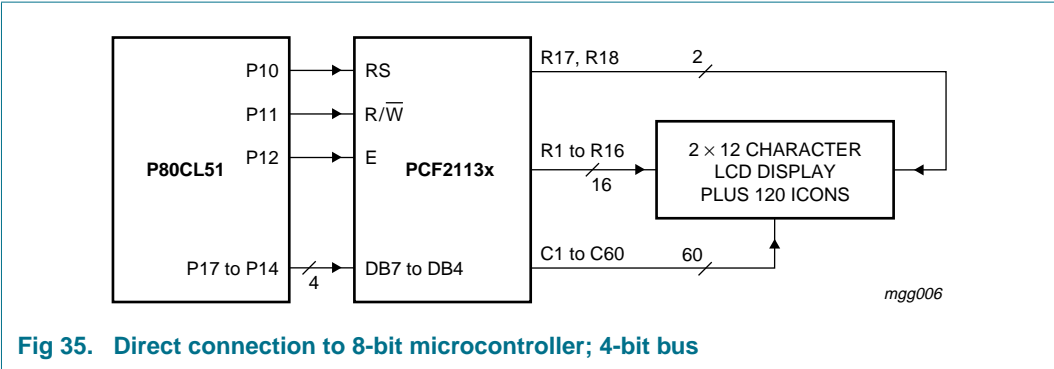 P80CL51
P10
P11
P12
P17 to P14
4
PCF2113x
RS
R/W̅
E
DB7 to DB4
R17, R18
2
R1 to R16
16
C1 to C60
60
2 × 12 CHARACTER
LCD DISPLAY
PLUS 120 ICONS
mgg006
Fig 35. Direct connection to 8-bit microcontroller; 4-bit bus